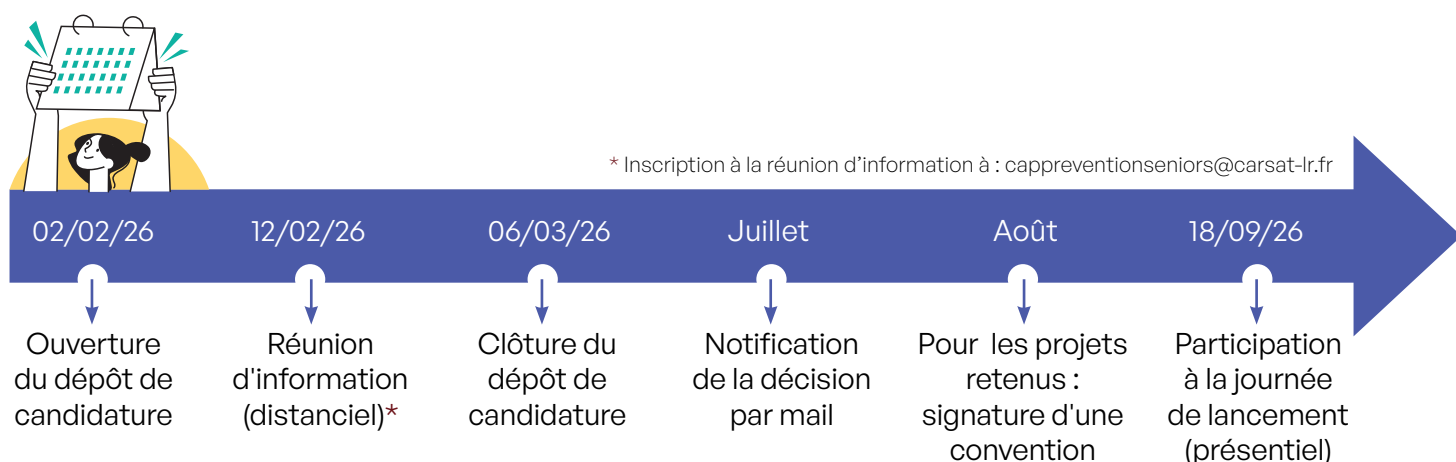 * Inscription à la réunion d'information à : cappreventionseniors@carsat-lr.fr
02/02/26
12/02/26
06/03/26
Juillet
Août
18/09/26
Ouverture
du dépôt de
candidature
Réunion
d'information
(distanciel)*
Clôture du
dépôt de
candidature
Notification
de la décision
par mail
Pour les projets
retenus :
signature d'une
convention
Participation
à la journée
de lancement
(présentiel)